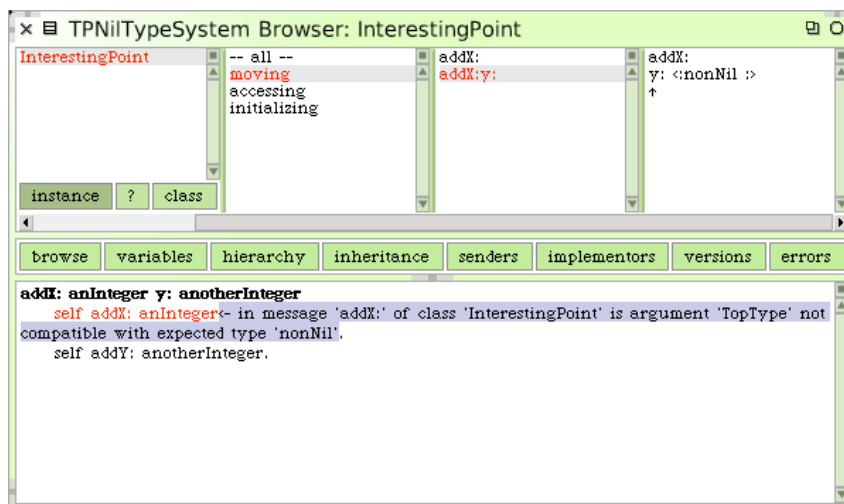 TPNilTypeSystem Browser: InterestingPoint
InterestingPoint
instance ? class
-- all --
moving
accessing
initializing
addX:
addX:y:
addX:
y: <:nonNil :>
↑
browse variables hierarchy inheritance senders implementors versions errors
addX: anInteger y: anotherInteger
self addX: anInteger<- in message 'addX:' of class 'InterestingPoint' is argument 'TopType' not
compatible with expected type 'nonNil'.
self addY: anotherInteger.